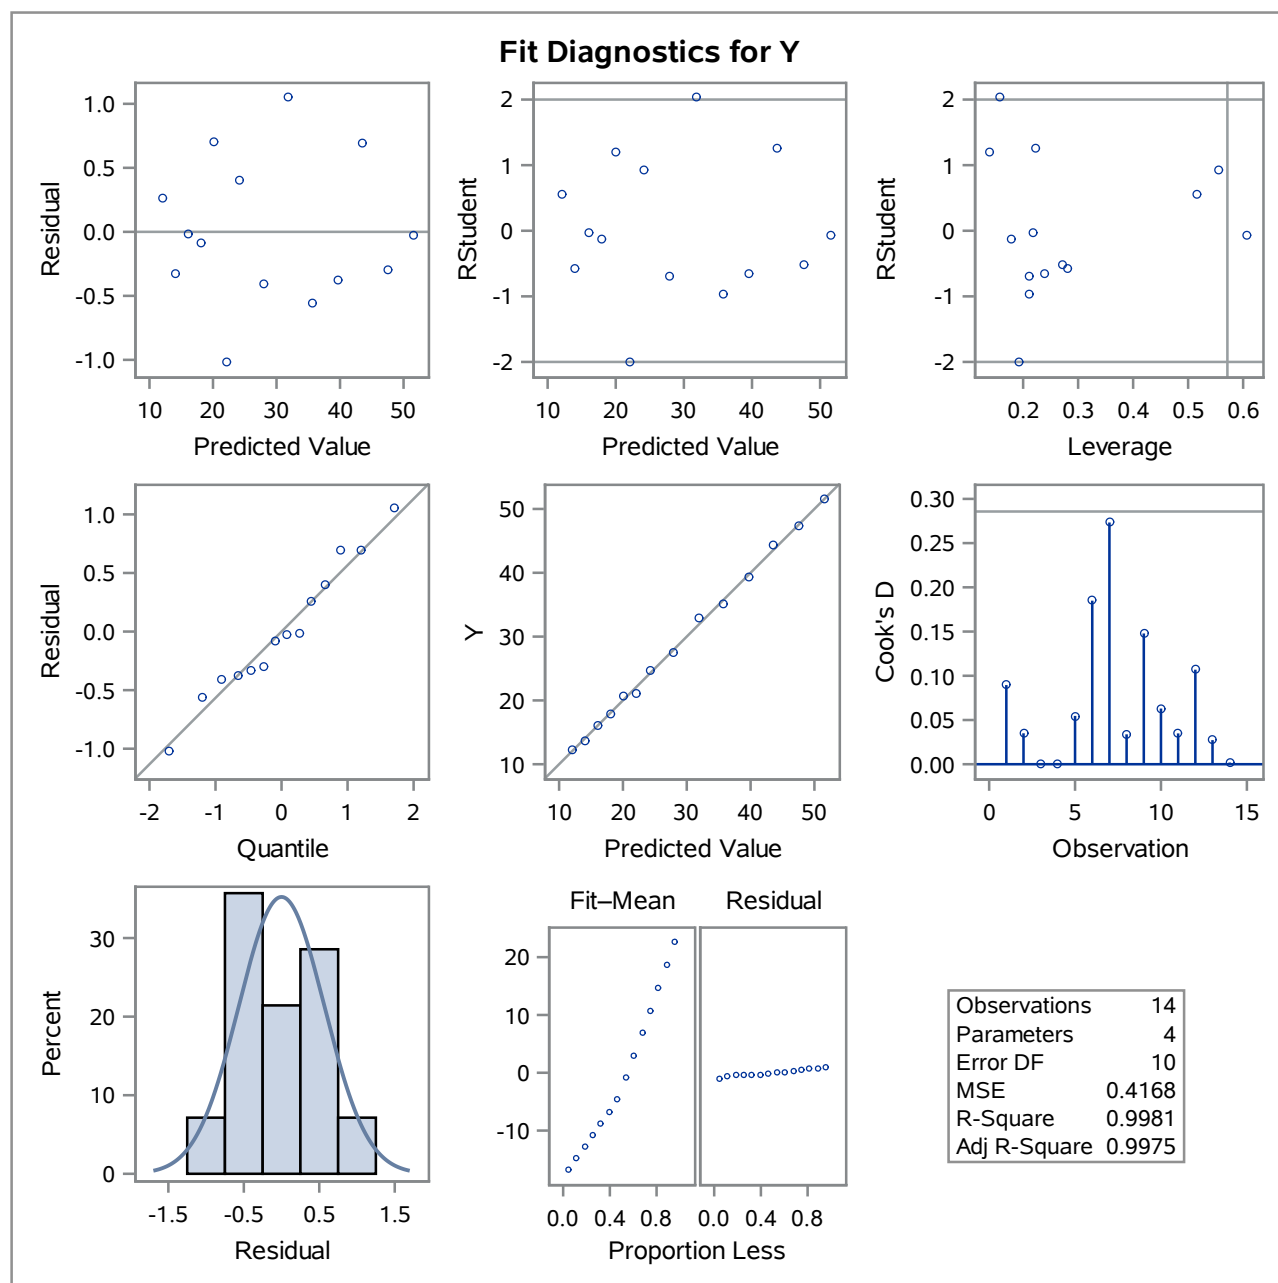 Fit Diagnostics for Y
1.0
0.5
0.0
-0.5
-1.0
Residual
10 20 30 40 50
Predicted Value
2
1
0
-1
-2
RStudent
10 20 30 40 50
Predicted Value
2
1
0
-1
-2
RStudent
0.2 0.3 0.4 0.5 0.6
Leverage
1.0
0.5
0.0
-0.5
-1.0
Residual
-2 -1 0 1 2
Quantile
50
40
30
20
10
Y
10 20 30 40 50
Predicted Value
0.30
0.25
0.20
0.15
0.10
0.05
0.00
Cook's D
0 5 10 15
Observation
30
20
10
0
Percent
-1.5 -0.5 0.5 1.5
Residual
Fit–Mean Residual
20
10
0
-10
0.0 0.4 0.8 0.0 0.4 0.8
Proportion Less
Observations 14
Parameters 4
Error DF 10
MSE 0.4168
R-Square 0.9981
Adj R-Square 0.9975